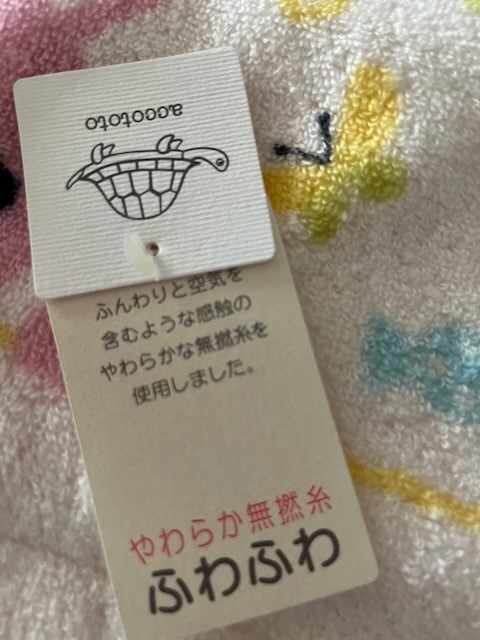 accototo
ふんわりと空気を
含むような感触の
やわらかな無撚糸を
使用しました。
やわらか無撚糸
ふわふわ